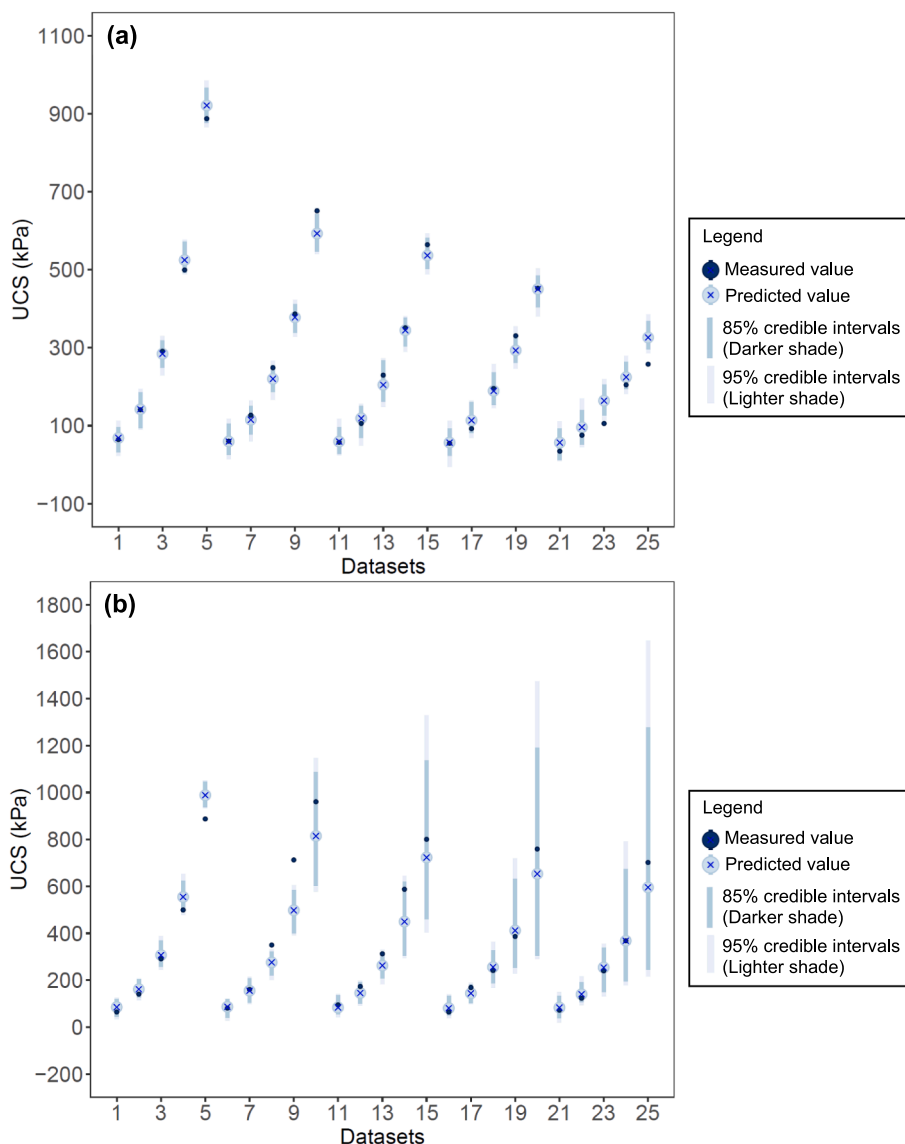 (a)
1100
900
700
500
300
100
−100
UCS (kPa)
1 3 5 7 9 11 13 15 17 19 21 23 25
Datasets
Legend
Measured value
Predicted value
85% credible intervals
(Darker shade)
95% credible intervals
(Lighter shade)
(b)
1800
1600
1400
1200
1000
800
600
400
200
0
−200
UCS (kPa)
1 3 5 7 9 11 13 15 17 19 21 23 25
Datasets
Legend
Measured value
Predicted value
85% credible intervals
(Darker shade)
95% credible intervals
(Lighter shade)